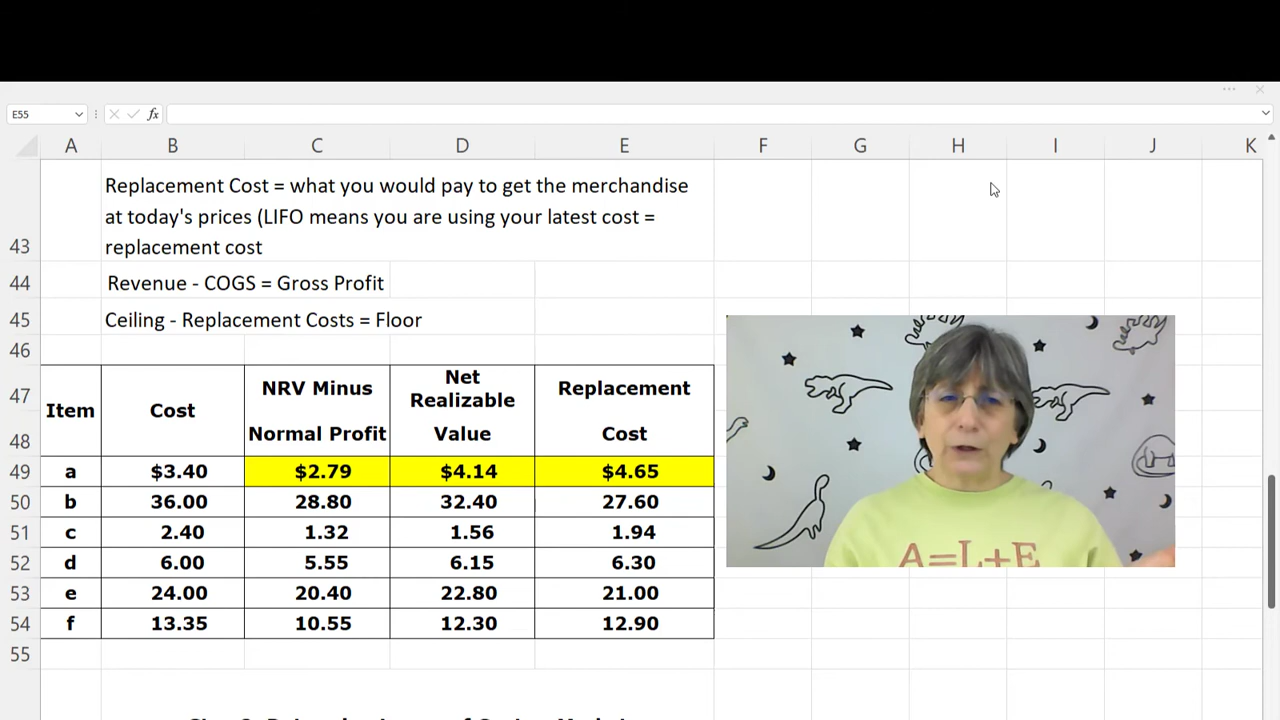 E55
fx
A B C D E F G H I J K
43 Replacement Cost = what you would pay to get the merchandise
at today's prices (LIFO means you are using your latest cost =
replacement cost
44 Revenue - COGS = Gross Profit
45 Ceiling - Replacement Costs = Floor
46
47 Item Cost NRV Minus Net Realizable Replacement
48 Normal Profit Value Cost
49 a $3.40 $2.79 $4.14 $4.65
50 b 36.00 28.80 32.40 27.60
51 c 2.40 1.32 1.56 1.94
52 d 6.00 5.55 6.15 6.30
53 e 24.00 20.40 22.80 21.00
54 f 13.35 10.55 12.30 12.90
55
A=L+E